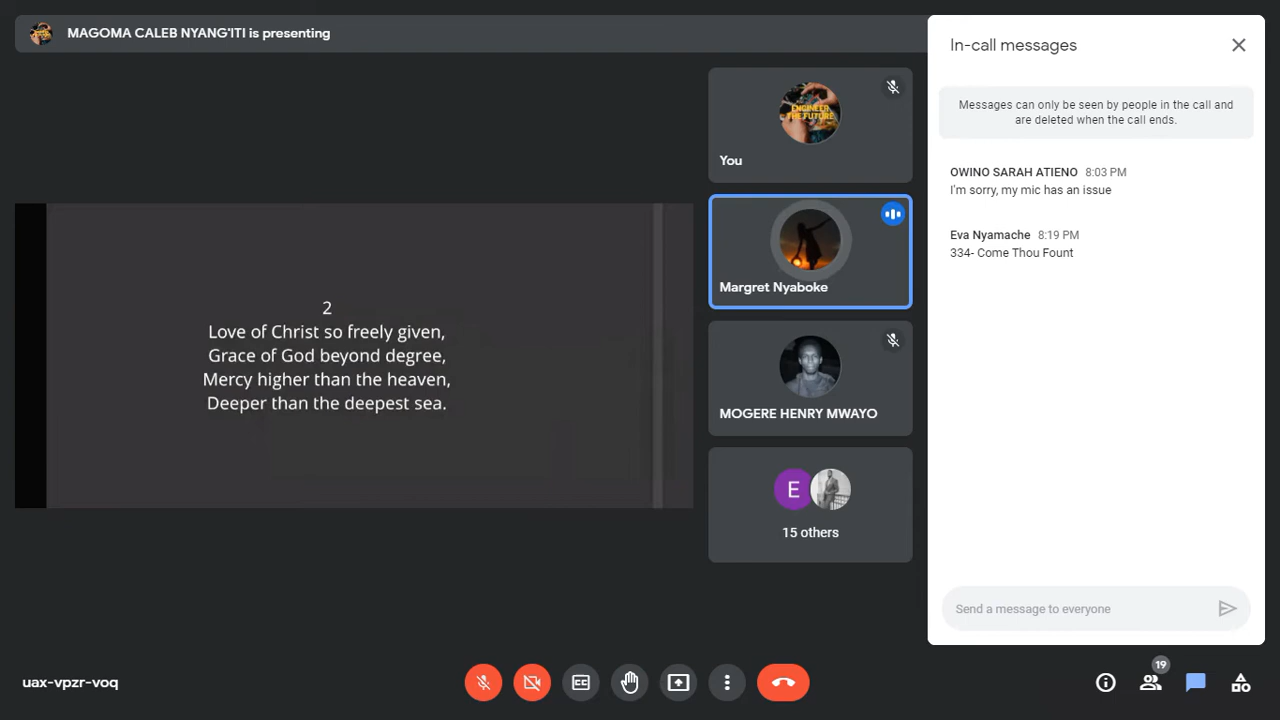 MAGOMA CALEB NYANG'ITI is presenting
2
Love of Christ so freely given,
Grace of God beyond degree,
Mercy higher than the heaven,
Deeper than the deepest sea.
ENGINEER
THE FUTURE
You
Margret Nyaboke
MOGERE HENRY MWAYO
E
15 others
In-call messages
Messages can only be seen by people in the call and
are deleted when the call ends.
OWINO SARAH ATIENO 8:03 PM
I'm sorry, my mic has an issue
Eva Nyamache 8:19 PM
334- Come Thou Fount
Send a message to everyone
uax-vpzr-voq
CC
19